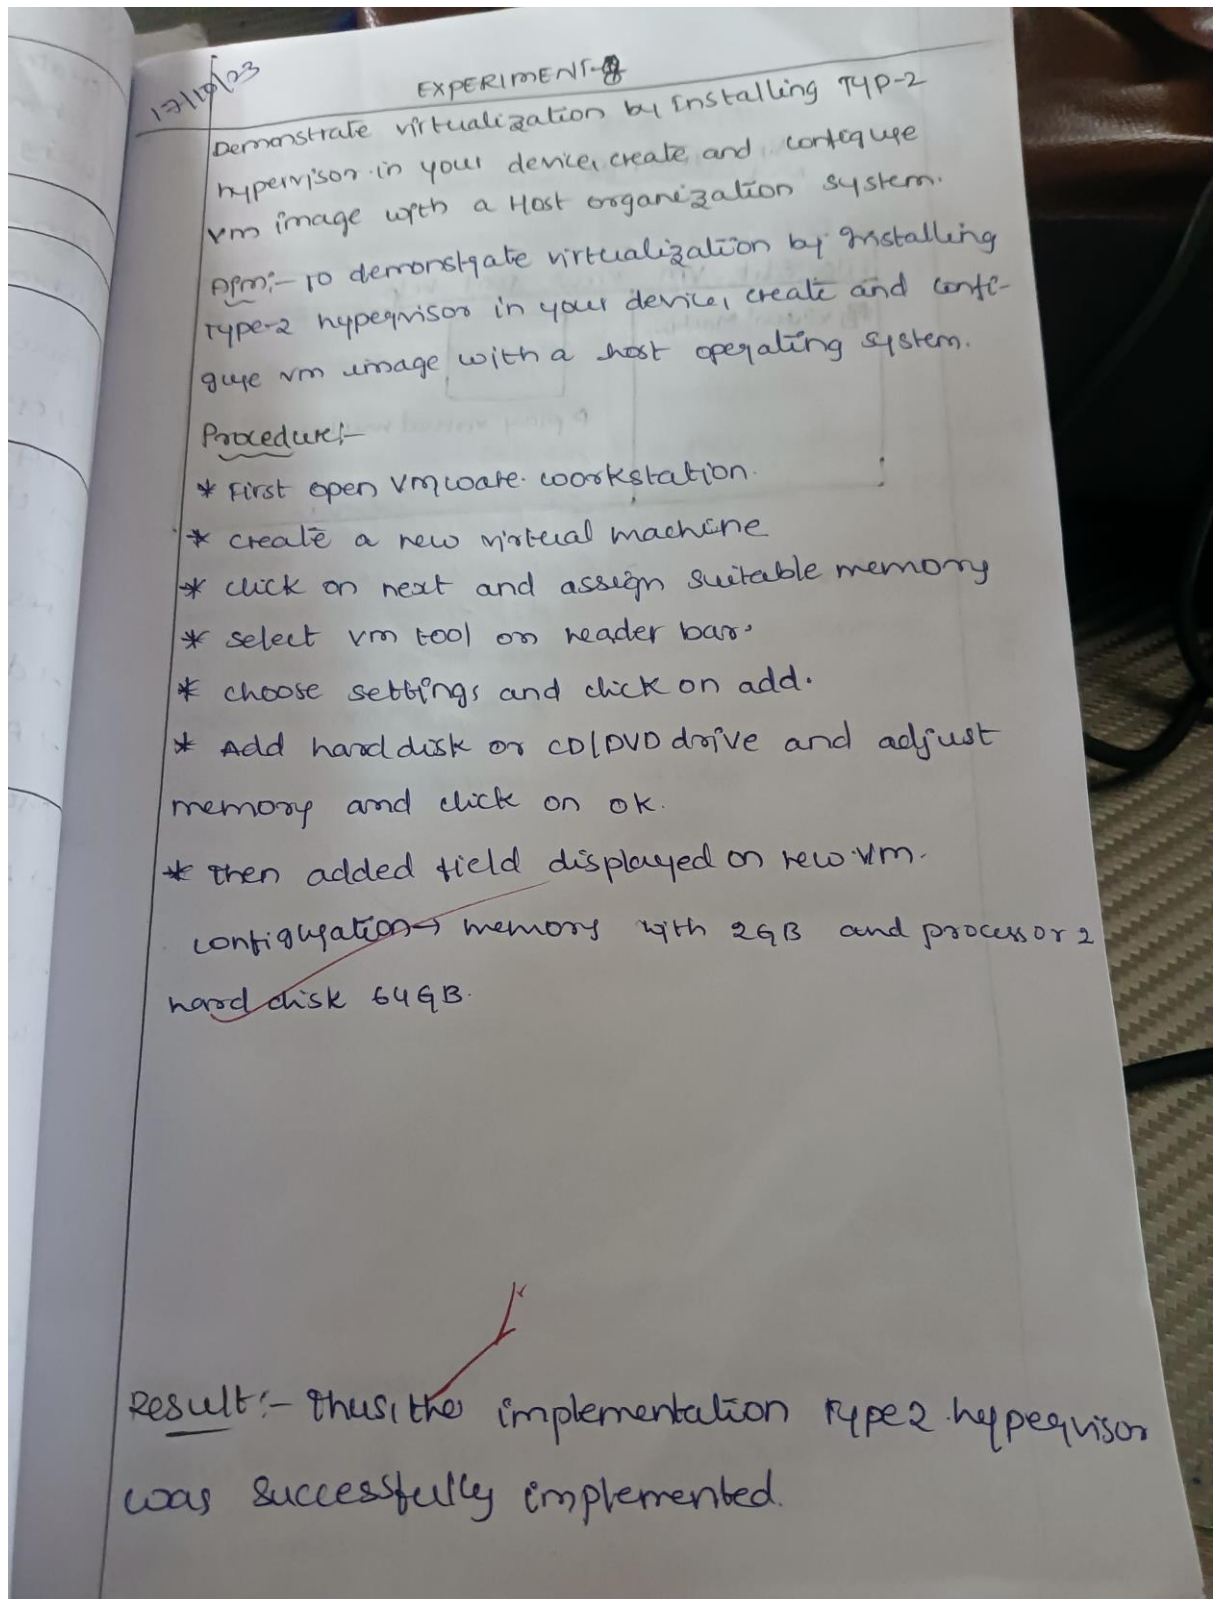 17/10/23
EXPERIMENT-8
Demonstrate virtualization by Installing TYP-2
hypervisor in your device, create and configure
vm image with a Host organization system.
Aim:- To demonstrate virtualization by Installing
Type-2 hypervisor in your device, create and confi-
gure vm image with a host operating system.
Procedure:-
* First open vmware workstation.
* create a new virtual machine
* click on next and assign suitable memory
* select vm tool on header bar.
* choose settings and click on add.
* Add hard disk or CD/DVD drive and adjust
memory and click on ok.
* Then added field displayed on new vm.
configuration → memory with 2GB and processor 2
hard disk 64GB.
Result:- Thus, the implementation Type2 hypervisor
was successfully implemented.